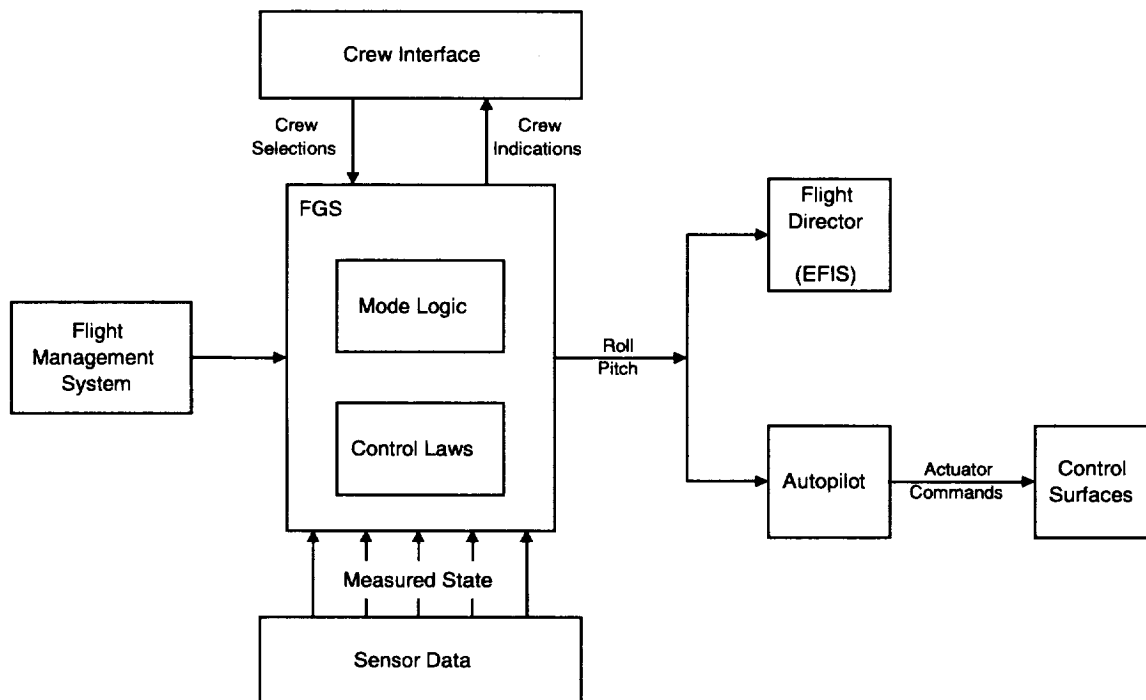 Crew Interface
Crew
Selections
Crew
Indications
FGS
Mode Logic
Control Laws
Flight
Management
System
Roll
Pitch
Flight
Director
(EFIS)
Autopilot
Actuator
Commands
Control
Surfaces
Measured State
Sensor Data